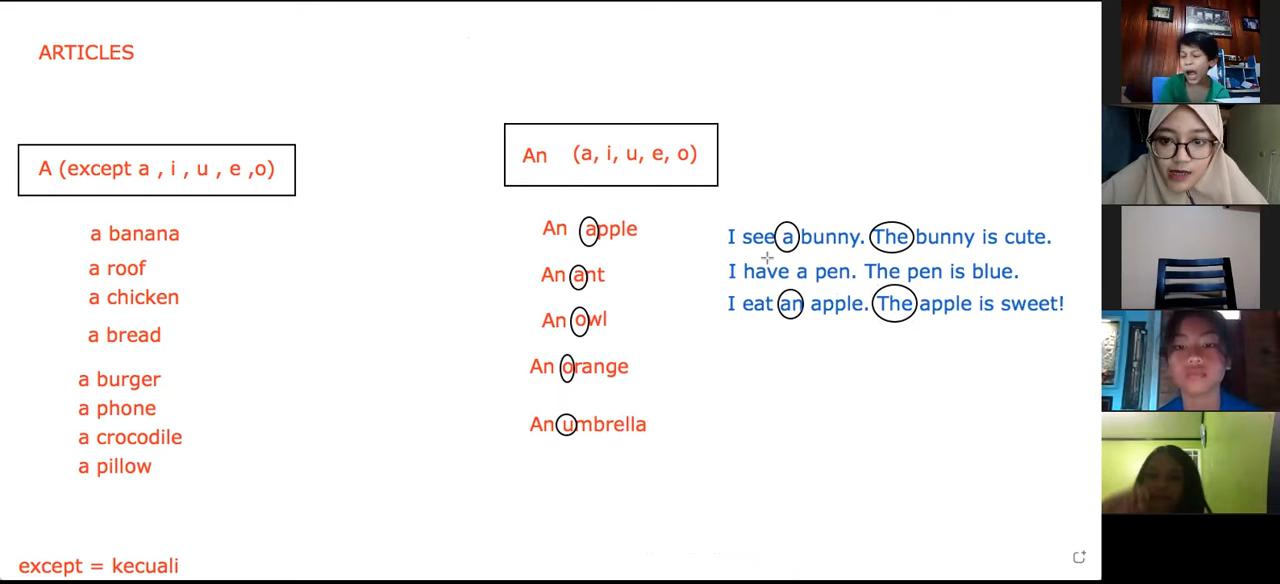 ARTICLES
A (except a , i , u , e ,o)
a banana
a roof
a chicken
a bread
a burger
a phone
a crocodile
a pillow
except = kecuali
An (a, i, u, e, o)
An apple
An ant
An owl
An orange
An umbrella
I see a bunny. The bunny is cute.
I have a pen. The pen is blue.
I eat an apple. The apple is sweet!